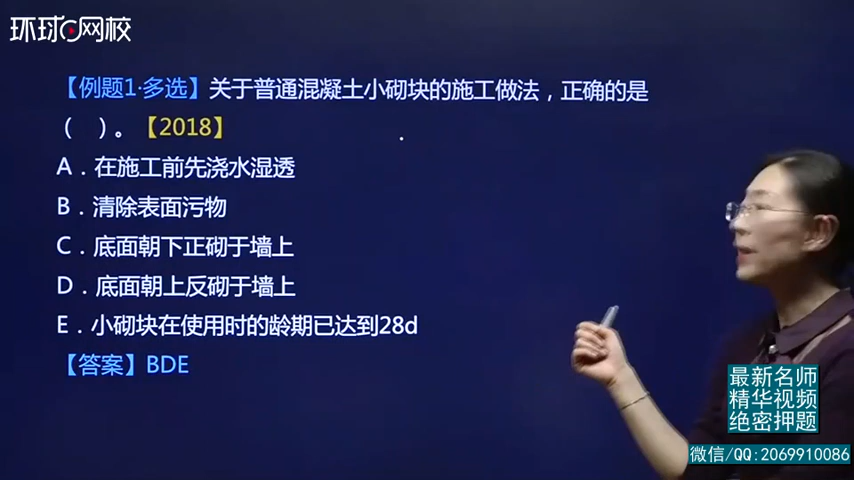 环球网校
【例题1·多选】关于普通混凝土小砌块的施工做法，正确的是
（ ）。【2018】
A．在施工前先浇水湿透
B．清除表面污物
C．底面朝下正砌于墙上
D．底面朝上反砌于墙上
E．小砌块在使用时的龄期已达到28d
【答案】BDE
最新名师
精华视频
绝密押题
微信/QQ:2069910086